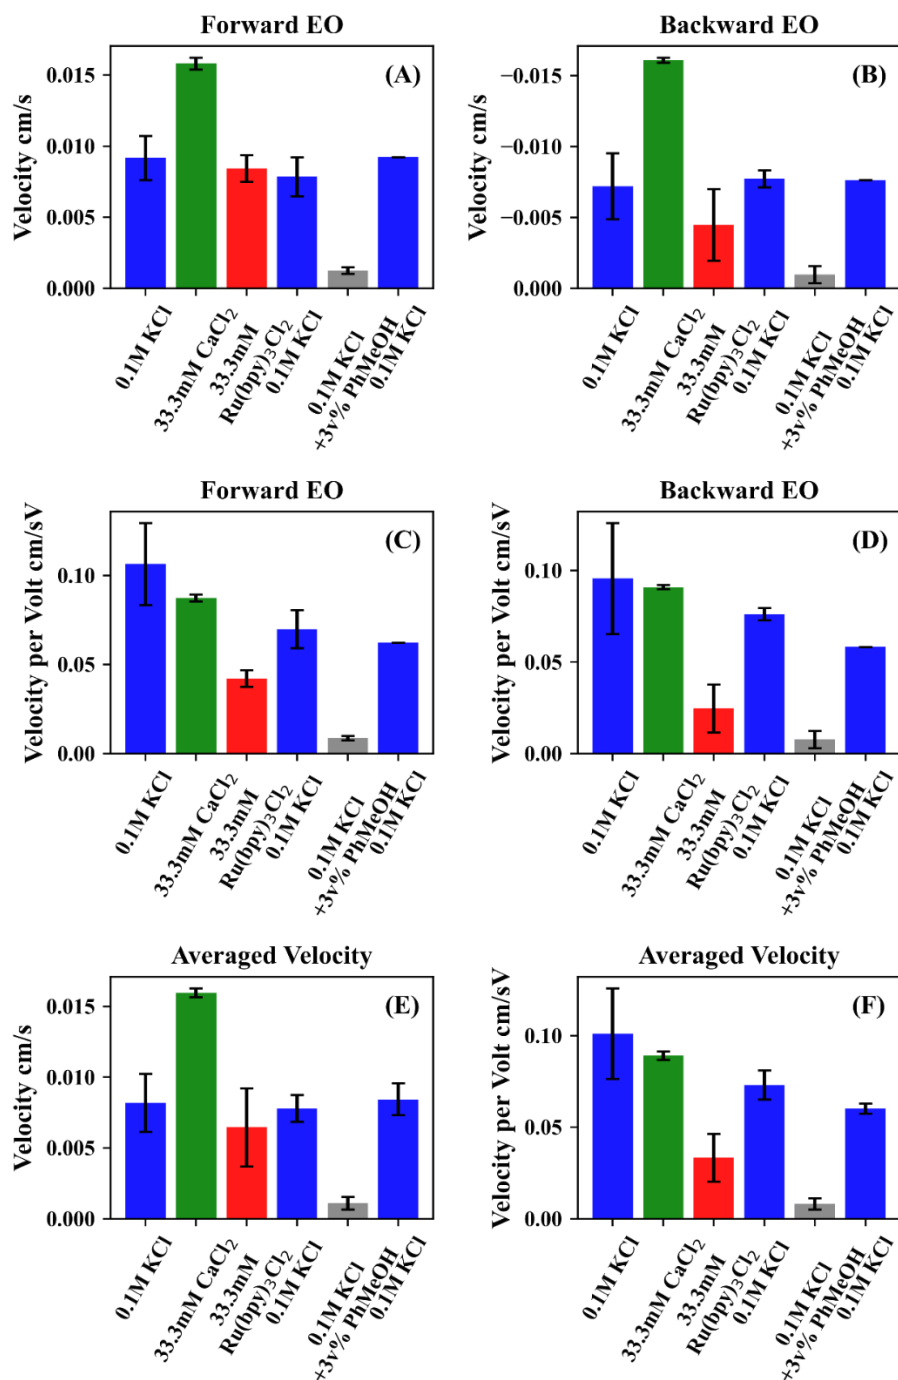 Forward EO
(A)
Velocity cm/s
0.015
0.010
0.005
0.000
0.1M KCl
33.3mM CaCl₂
33.3mM
Ru(bpy)₃Cl₂
0.1M KCl
0.1M KCl
+3v% PhMeOH
0.1M KCl
Backward EO
(B)
Velocity cm/s
−0.015
−0.010
−0.005
0.000
0.1M KCl
33.3mM CaCl₂
33.3mM
Ru(bpy)₃Cl₂
0.1M KCl
0.1M KCl
+3v% PhMeOH
0.1M KCl
Forward EO
(C)
Velocity per Volt cm/sV
0.10
0.05
0.00
0.1M KCl
33.3mM CaCl₂
33.3mM
Ru(bpy)₃Cl₂
0.1M KCl
0.1M KCl
+3v% PhMeOH
0.1M KCl
Backward EO
(D)
Velocity per Volt cm/sV
0.10
0.05
0.00
0.1M KCl
33.3mM CaCl₂
33.3mM
Ru(bpy)₃Cl₂
0.1M KCl
0.1M KCl
+3v% PhMeOH
0.1M KCl
Averaged Velocity
(E)
Velocity cm/s
0.015
0.010
0.005
0.000
0.1M KCl
33.3mM CaCl₂
33.3mM
Ru(bpy)₃Cl₂
0.1M KCl
0.1M KCl
+3v% PhMeOH
0.1M KCl
Averaged Velocity
(F)
Velocity per Volt cm/sV
0.10
0.05
0.00
0.1M KCl
33.3mM CaCl₂
33.3mM
Ru(bpy)₃Cl₂
0.1M KCl
0.1M KCl
+3v% PhMeOH
0.1M KCl